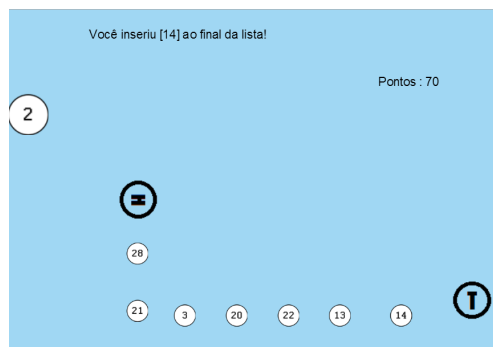 Você inseriu [14] ao final da lista!
Pontos : 70
2
H
28
21 3 20 22 13 14 T